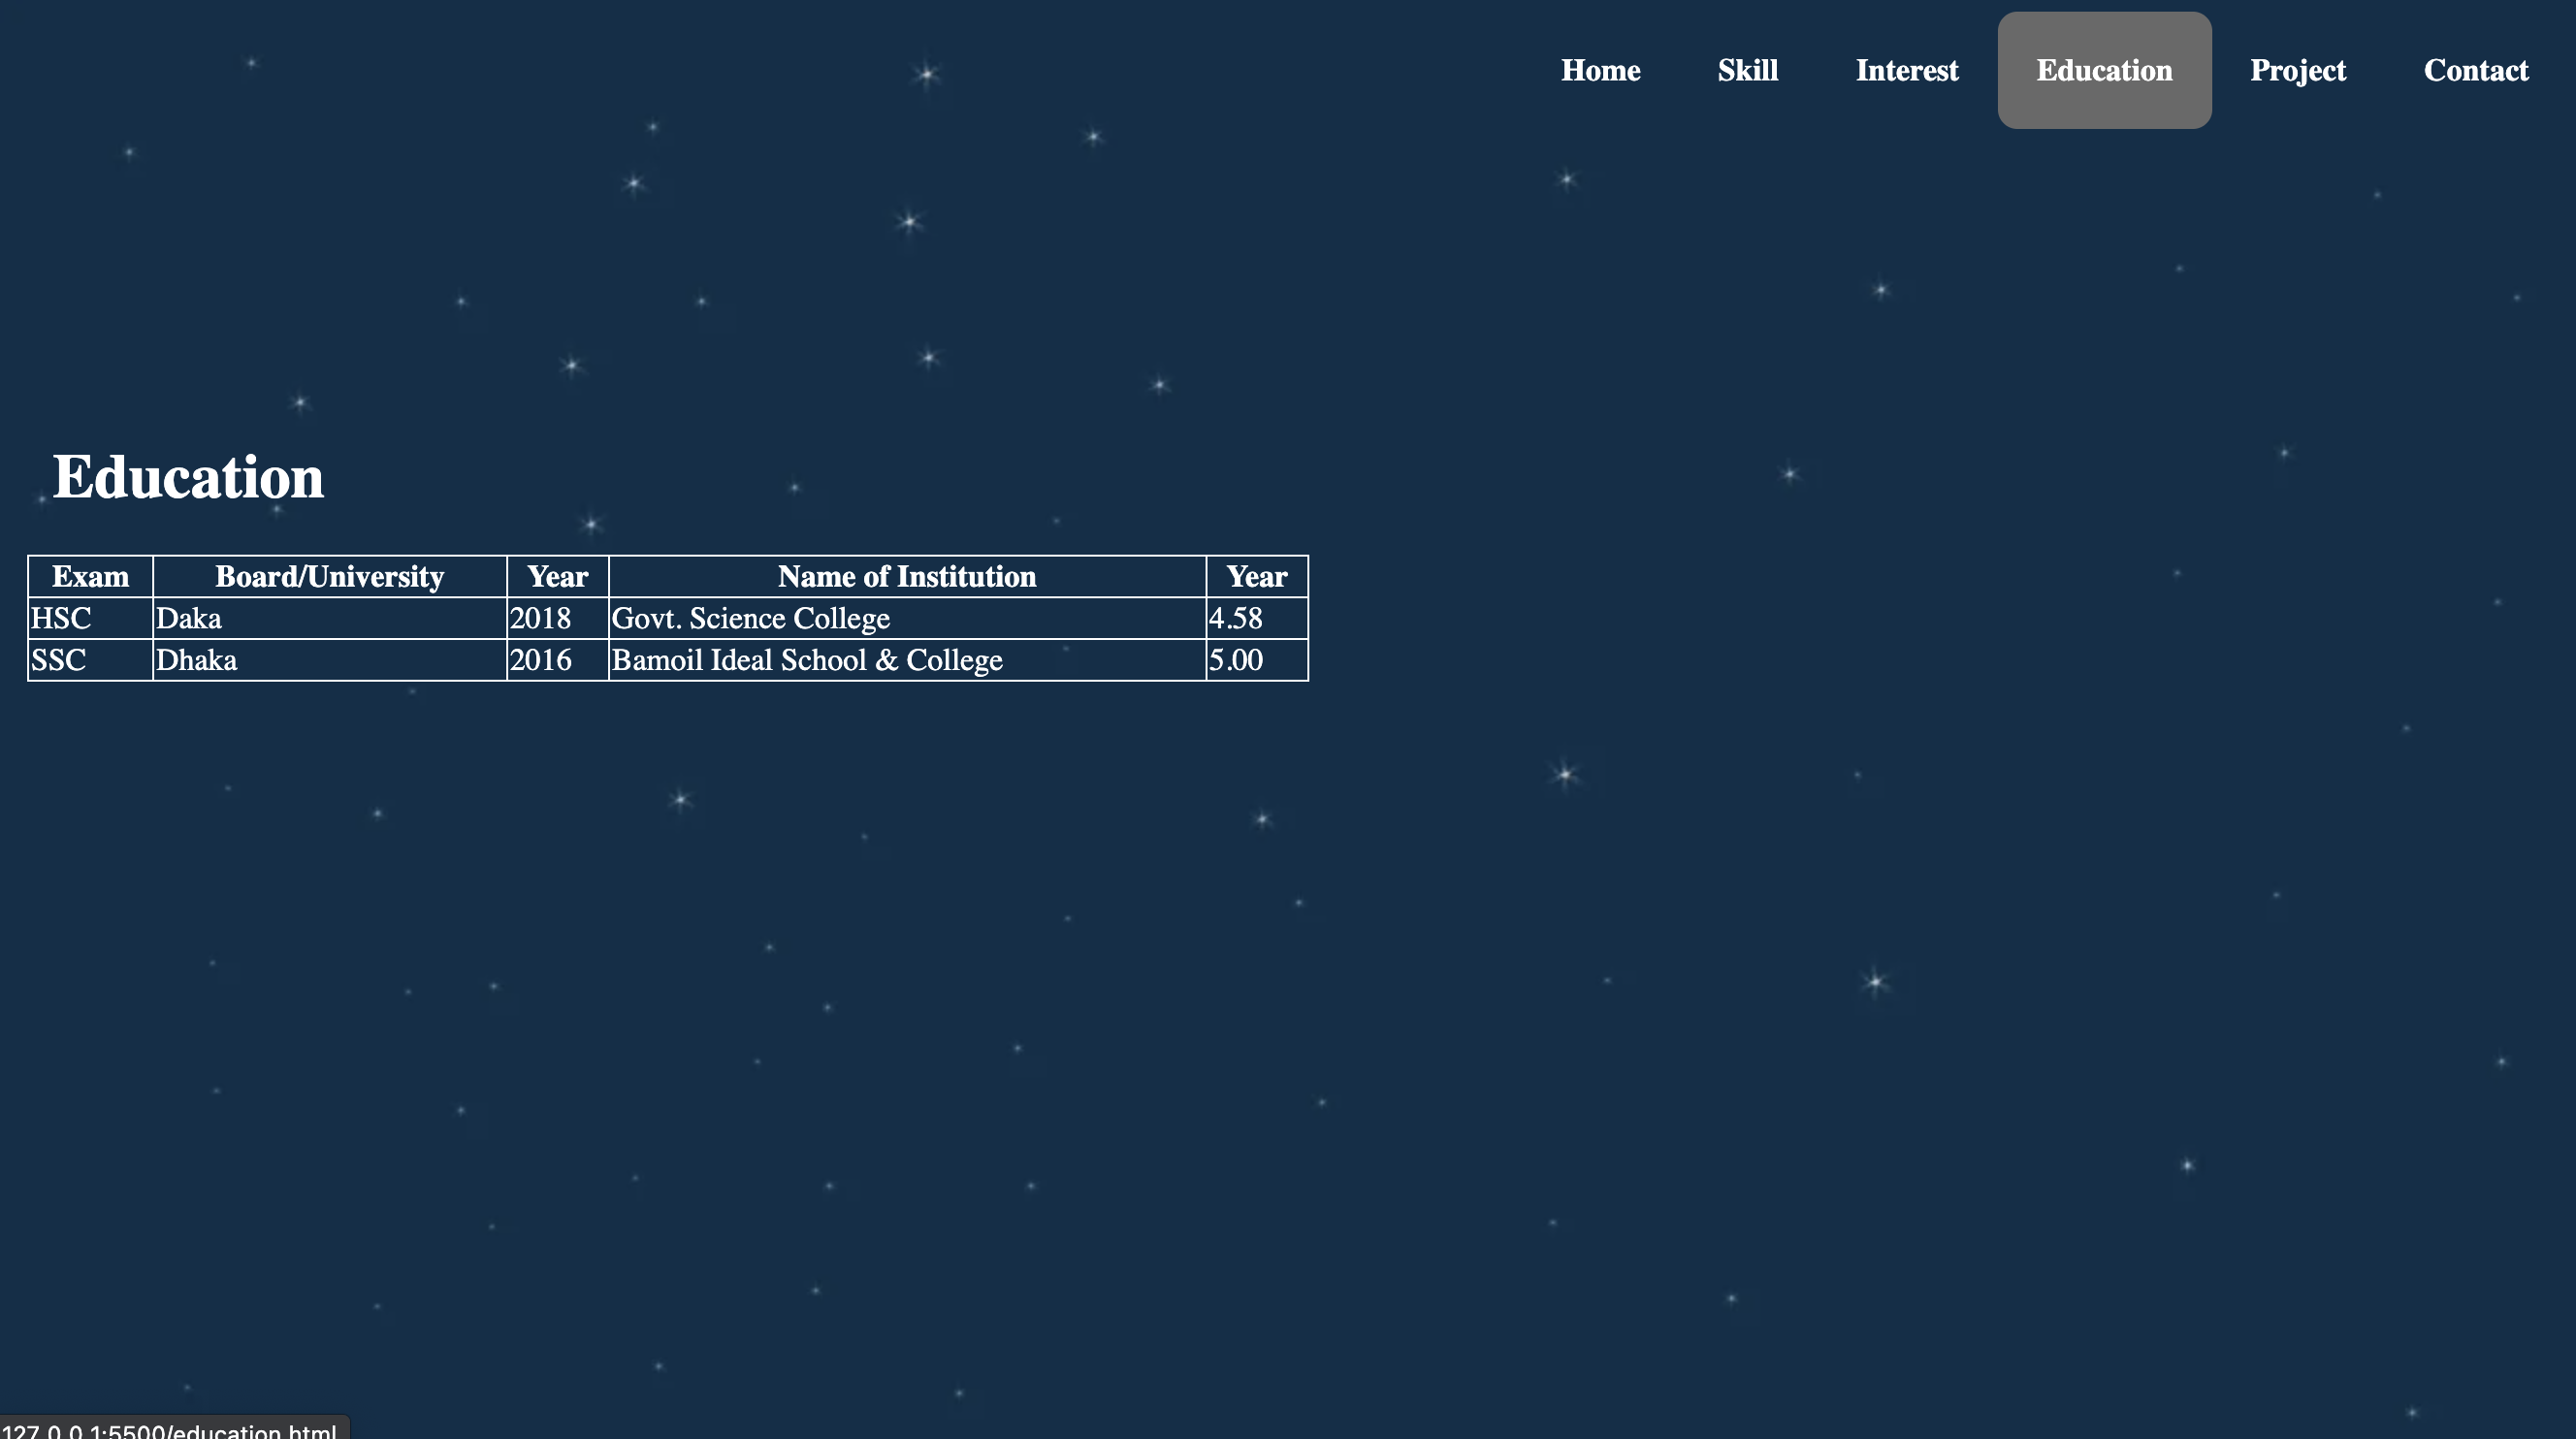 Home Skill Interest Education Project Contact
Education
Exam Board/University Year Name of Institution Year
HSC Daka 2018 Govt. Science College 4.58
SSC Dhaka 2016 Bamoil Ideal School & College 5.00
127.0.0.1:5500/education.html